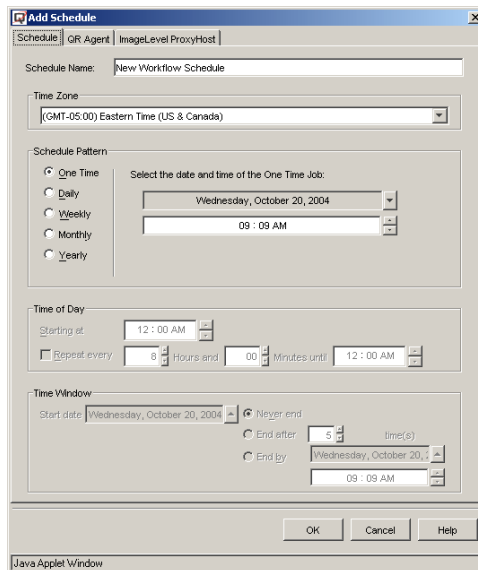 Add Schedule
Schedule QR Agent ImageLevel ProxyHost
Schedule Name: New Workflow Schedule
Time Zone
(GMT-05:00) Eastern Time (US & Canada)
Schedule Pattern
One Time
Daily
Weekly
Monthly
Yearly
Select the date and time of the One Time Job:
Wednesday, October 20, 2004
09 : 09 AM
Time of Day
Starting at 12 : 00 AM
Repeat every 8 Hours and 00 Minutes until 12 : 00 AM
Time Window
Start date Wednesday, October 20, 2004 Never end
End after 5 time(s)
End by Wednesday, October 20, 2
09 : 09 AM
OK Cancel Help
Java Applet Window